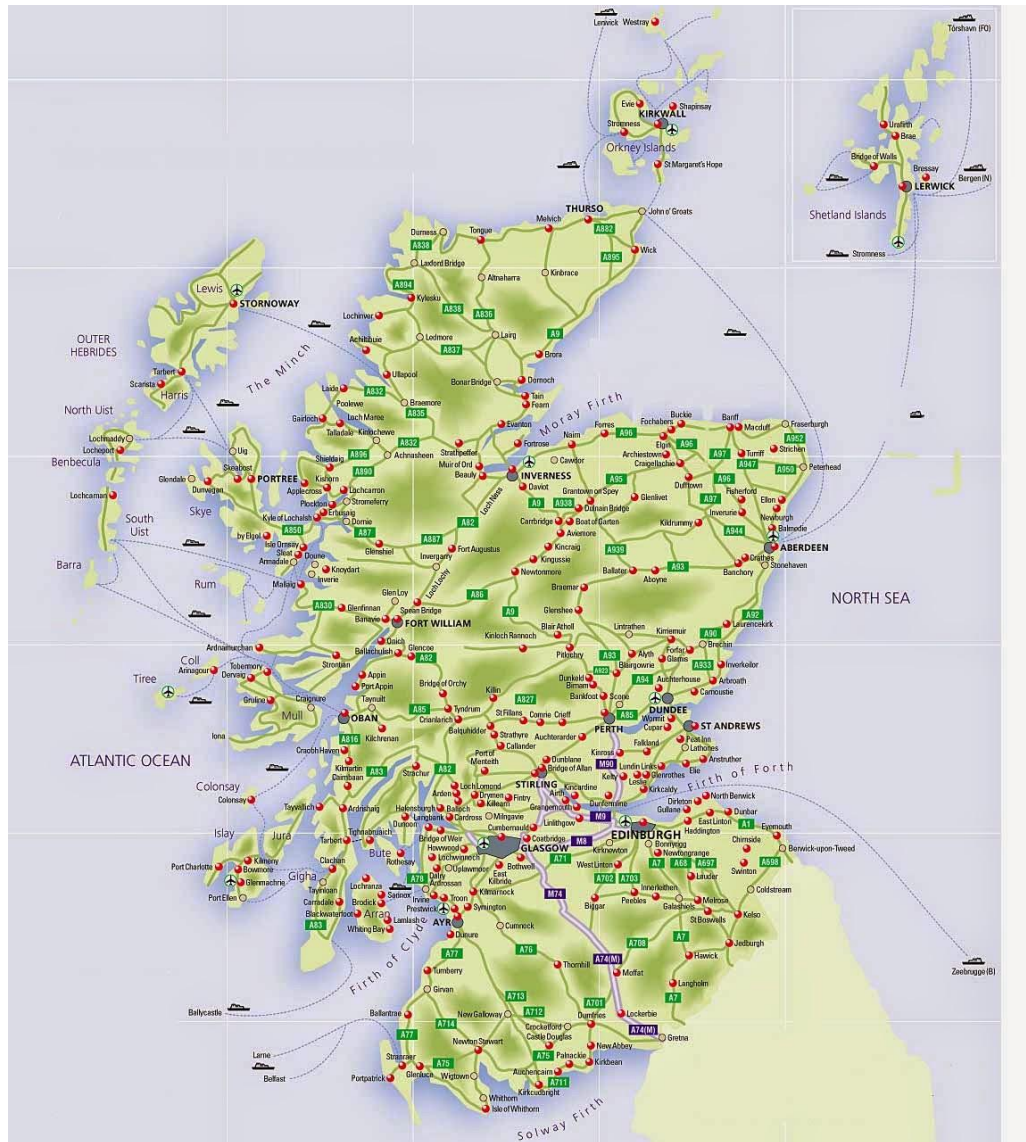 Lerwick
Westray
Tórshavn (FO)
Evie
Shapinsay
KIRKWALL
Stromness
Orkney Islands
St Margaret's Hope
Urafirth
Brae
Bridge of Walls
Bressay
Bergen (N)
LERWICK
Shetland Islands
Stromness
THURSO
John o' Groats
Melvich
A882
Durness
Tongue
A838
Wick
A895
Laxford Bridge
Altnaharra
Kinbrace
Lewis
A894
Kylesku
STORNOWAY
A838
A836
Lochinver
OUTER
HEBRIDES
Achiltibuie
Ledmore
Lairg
A9
A837
Brora
The Minch
Tarbert
Scarista
Harris
Ullapool
Bonar Bridge
Dornoch
Laide
A832
Tain
Fearn
Poolewe
Braemore
North Uist
Gairloch
Loch Maree
A835
Moray Firth
Talladale
Evanton
Lochmaddy
Locheport
Benbecula
Kinlochewe
A832
Strathpeffer
Fortrose
Nairn
Forres
A96
Fochabers
Buckie
Banff
Macduff
Fraserburgh
A952
Elgin
A96
Uig
A896
Achnasheen
Shieldaig
A890
Muir of Ord
Cawdor
Archiestown
Craigellachie
A97
Turriff
A947
Strichen
A950
Peterhead
Skeabost
Glendale
Dunvegan
PORTREE
Kishorn
Applecross
Beauly
INVERNESS
Daviot
A95
Dufftown
A96
Lochcarnan
Lochcarron
Stromeferry
Plockton
Loch Ness
A9
A938
Grantown on Spey
Dulnain Bridge
Glenlivet
A97
Fisherford
Ellon
Skye
Erbusaig
Kyle of Lochalsh
Dornie
A82
Carrbridge
Boat of Garten
Kildrummy
Inverurie
Newburgh
South
Uist
A850
A87
Aviemore
A944
Balmedie
by Elgol
Isle Ornsay
A887
Kincraig
A939
ABERDEEN
Sleat
Doune
Armadale
Glenshiel
Fort Augustus
Invergarry
Kingussie
Crathes
Barra
Knoydart
Inverie
Newtonmore
Ballater
Aboyne
A93
Banchory
Stonehaven
Rum
Mallaig
Loch Lochy
Braemar
Glen Loy
A86
NORTH SEA
A830
Glenfinnan
Spean Bridge
Glenshee
A92
Banavie
FORT WILLIAM
A9
Laurencekirk
Blair Atholl
Lintrathen
Kirriemuir
A90
Brechin
Ardnamurchan
Onich
Kinloch Rannoch
Ballachulish
Glencoe
A82
Pitlochry
A93
Alyth
Forfar
Glamis
A933
Inverkeilor
Coll
Arinagour
Tobermory
Dervaig
Strontian
A923
Blairgowrie
Tiree
Appin
Port Appin
Bridge of Orchy
Killin
Dunkeld
Birnam
A94
Auchterhouse
Arbroath
Gruline
Craignure
Taynuilt
A827
Bankfoot
Scone
Carnoustie
Mull
A85
Tyndrum
DUNDEE
OBAN
Crianlarich
St Fillans
Comrie
Crieff
A85
Wormit
ST ANDREWS
Iona
Kilchrenan
Balquhidder
Strathyre
Auchterarder
PERTH
Cupar
A816
Callander
Peat Inn
ATLANTIC OCEAN
Craobh Haven
Port of
Menteith
Dunblane
Bridge of Allan
Kinross
M90
Falkland
Lathones
Kilmartin
Cairnbaan
A83
Strachur
A82
Lundin Links
Anstruther
Elie
Colonsay
Colonsay
Loch Lomond
STIRLING
Kelty
Leslie
Glenrothes
Firth of Forth
Arden
Drymen
Fintry
Airth
Kincardine
Kirkcaldy
Tayvallich
Ardrishaig
Helensburgh
Balloch
Killearn
Grangemouth
Dunfermline
Dirleton
North Berwick
Gullane
Jura
Tighnabruaich
Dunoon
Langbank
Cardross
Milngavie
M9
Dunbar
Linlithgow
East Linton
Islay
Tarbert
Bridge of Weir
Cumbernauld
EDINBURGH
Haddington
A1
Eyemouth
Howwood
Coatbridge
M8
Bonnyrigg
Kilmeny
Clachan
Bute
Lochwinnoch
GLASGOW
Kirknewton
Newtongrange
Chirnside
Berwick-upon-Tweed
Port Charlotte
Bowmore
Rothesay
Uplawmoor
Bothwell
A71
West Linton
A7
A68
A697
A698
Glenmachrie
Gigha
Dalry
East
Kilbride
Swinton
A78
Ardrossan
A702
A703
Lauder
Port Ellen
Tayinloan
Lochranza
Irvine
Kilmarnock
M74
Innerleithen
Coldstream
Carradale
Sannox
Troon
Peebles
Melrose
Brodick
Prestwick
Symington
Biggar
Galashiels
Blackwaterfoot
Arran
Lamlash
AYR
St Boswells
Kelso
A83
Whiting Bay
Cumnock
Dunure
A7
Firth of Clyde
A77
A76
A708
Jedburgh
A74(M)
Hawick
Turnberry
Thornhill
Moffat
Zeebrugge (B)
Girvan
Langholm
A713
A701
A7
Ballycastle
Ballantrae
New Galloway
A712
Dumfries
Lockerbie
A714
Crocketford
A74(M)
A77
Castle Douglas
Gretna
Newton Stewart
New Abbey
Larne
Stranraer
A75
A75
Palnackie
Kirkbean
Belfast
Portpatrick
Glenluce
Wigtown
Auchencairn
A711
Kirkcudbright
Whithorn
Isle of Whithorn
Solway Firth